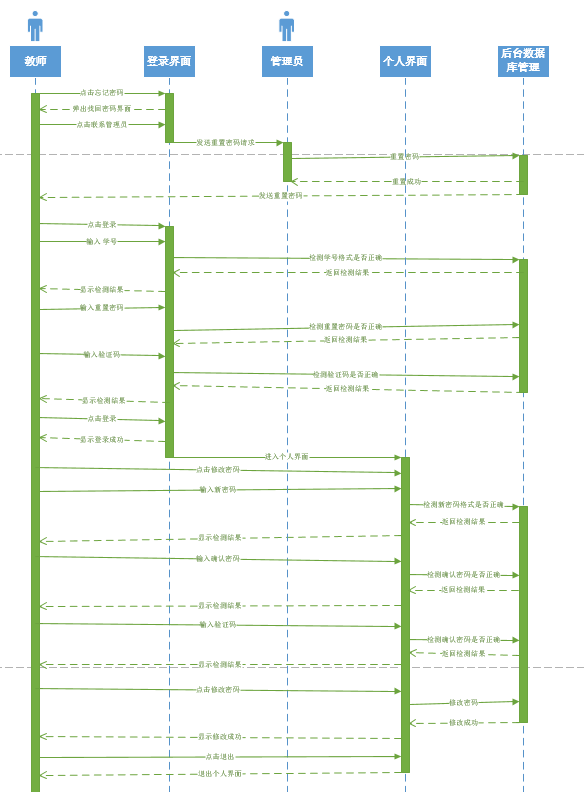 教师
登录界面
管理员
个人界面
后台数据
库管理
点击忘记密码
弹出找回密码界面
点击联系管理员
发送重置密码请求
重置密码
重置成功
发送重置密码
点击登录
输入学号
检测学号格式是否正确
返回检测结果
显示检测结果
输入重置密码
检测重置密码是否正确
返回检测结果
输入验证码
检测验证码是否正确
返回检测结果
显示检测结果
点击登录
显示登录成功
进入个人界面
点击修改密码
输入新密码
检测新密码格式是否正确
返回检测结果
显示检测结果
输入确认密码
检测确认密码是否正确
返回检测结果
显示检测结果
输入验证码
检测确认密码是否正确
返回检测结果
显示检测结果
点击修改密码
修改密码
修改成功
显示修改成功
点击退出
退出个人界面